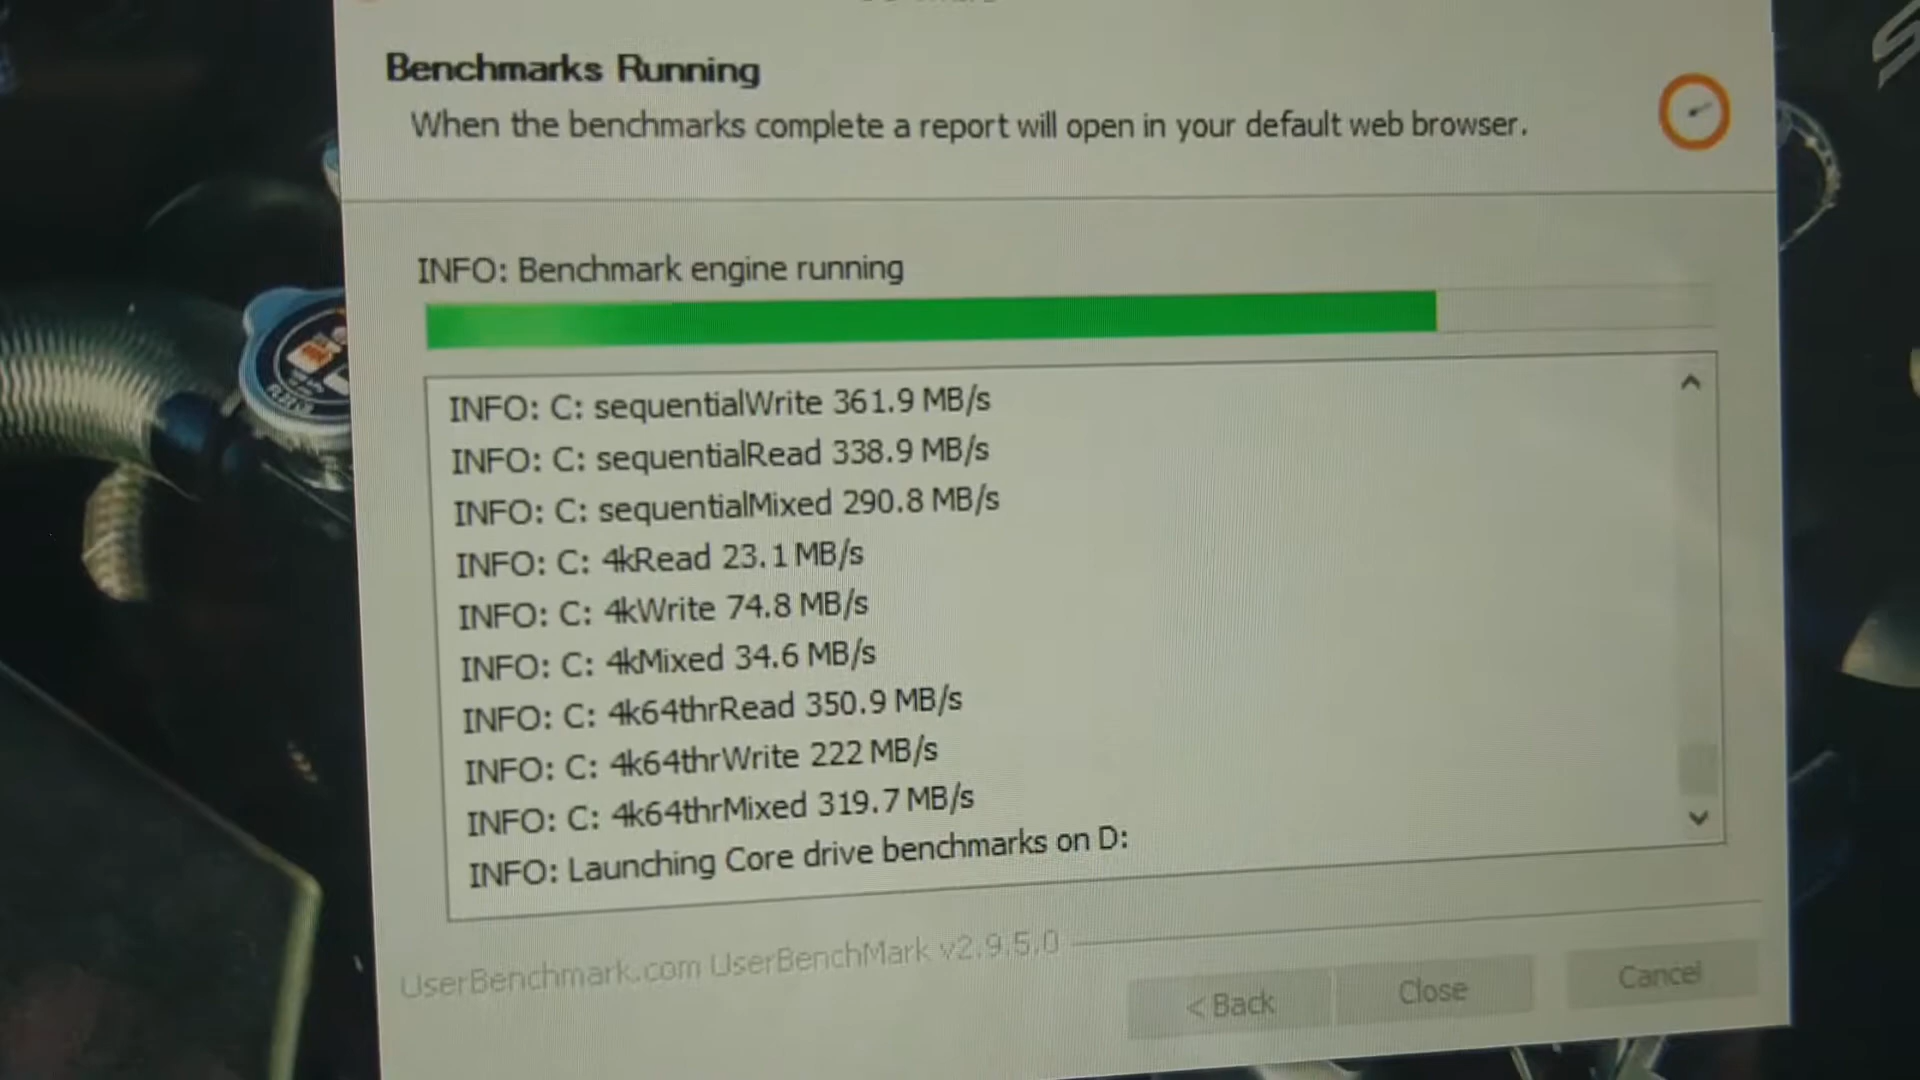 Benchmarks Running
When the benchmarks complete a report will open in your default web browser.
INFO: Benchmark engine running
INFO: C: sequentialWrite 361.9 MB/s
INFO: C: sequentialRead 338.9 MB/s
INFO: C: sequentialMixed 290.8 MB/s
INFO: C: 4kRead 23.1 MB/s
INFO: C: 4kWrite 74.8 MB/s
INFO: C: 4kMixed 34.6 MB/s
INFO: C: 4k64thrRead 350.9 MB/s
INFO: C: 4k64thrWrite 222 MB/s
INFO: C: 4k64thrMixed 319.7 MB/s
INFO: Launching Core drive benchmarks on D:
UserBenchmark.com UserBenchMark v2.9.5.0
< Back
Close
Cancel